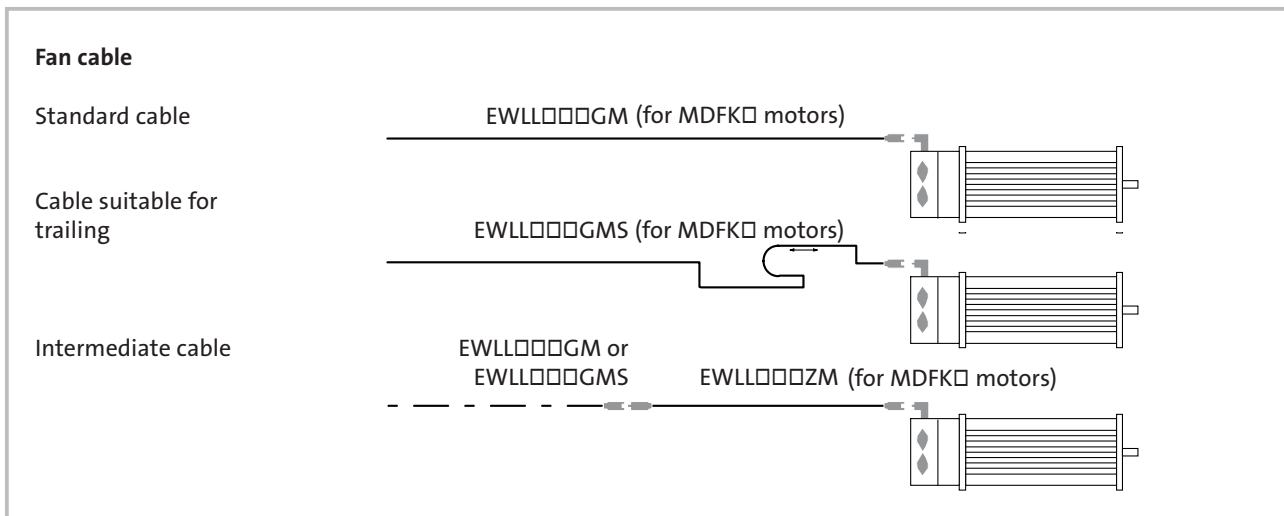 Fan cable
Standard cable
EWLL□□□GM (for MDFK□ motors)
Cable suitable for
trailing
EWLL□□□GMS (for MDFK□ motors)
Intermediate cable
EWLL□□□GM or
EWLL□□□GMS
EWLL□□□ZM (for MDFK□ motors)